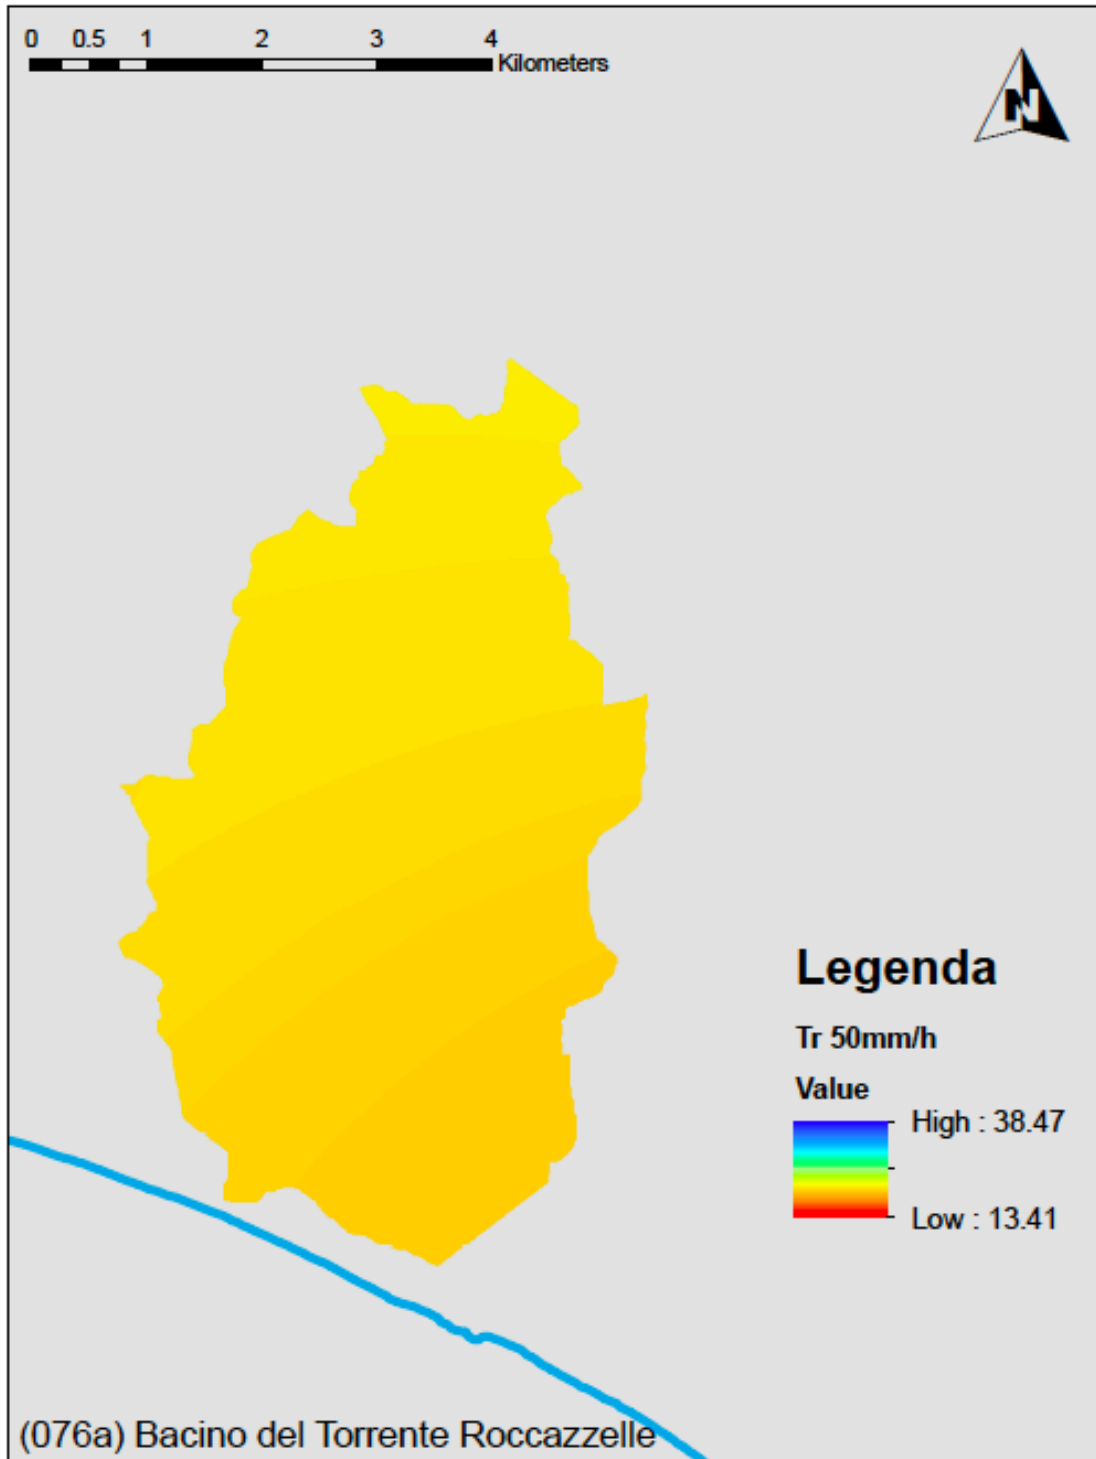 0 0.5 1 2 3 4
Kilometers
N
Legenda
Tr 50mm/h
Value
High : 38.47
Low : 13.41
(076a) Bacino del Torrente Roccazzelle